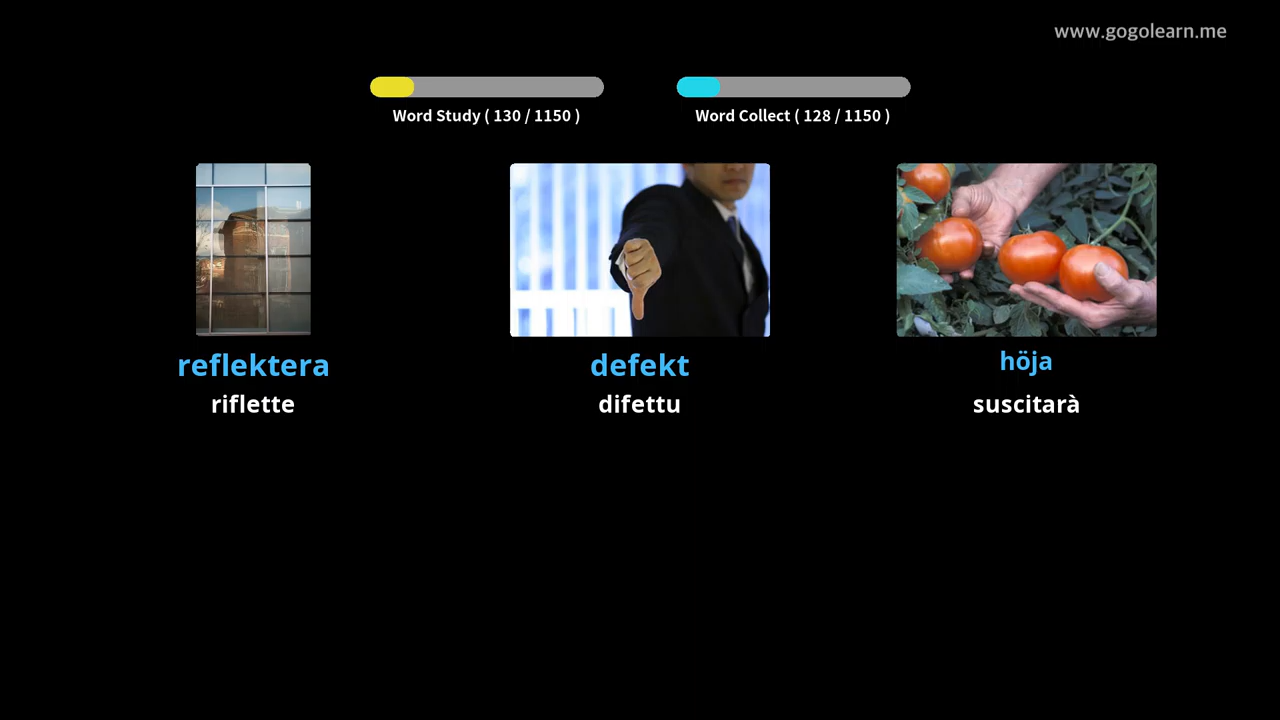 www.gogolearn.me
Word Study ( 130 / 1150 )
Word Collect ( 128 / 1150 )
reflektera
defekt
höja
riflette
difettu
suscitarà